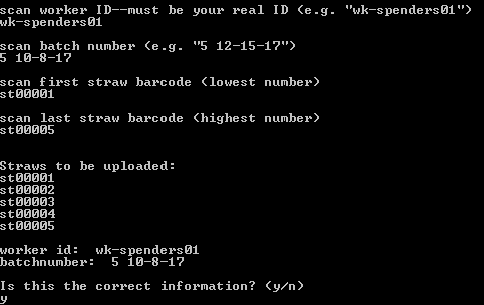 scan worker ID--must be your real ID (e.g. "wk-spenders01")
wk-spenders01
scan batch number (e.g. "5 12-15-17")
5 10-8-17
scan first straw barcode (lowest number)
st00001
scan last straw barcode (highest number)
st00005
Straws to be uploaded:
st00001
st00002
st00003
st00004
st00005
worker id:  wk-spenders01
batchnumber:  5 10-8-17
Is this the correct information? (y/n)
y